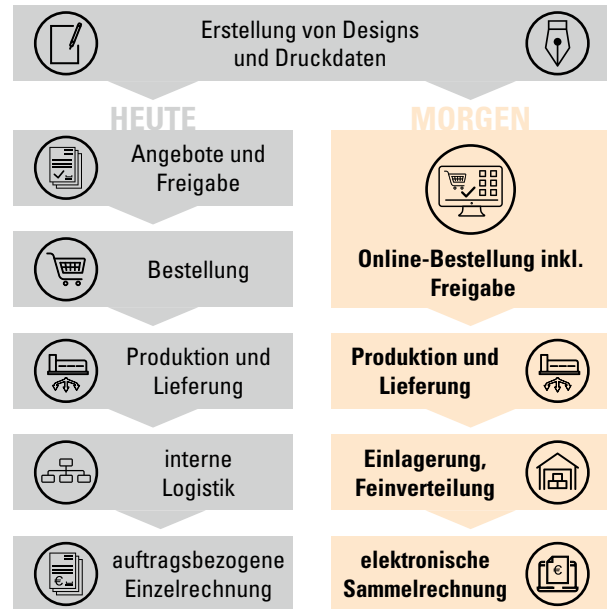 Erstellung von Designs
und Druckdaten
HEUTE
Angebote und
Freigabe
Bestellung
Produktion und
Lieferung
interne
Logistik
auftragsbezogene
Einzelrechnung
MORGEN
Online-Bestellung inkl.
Freigabe
Produktion und
Lieferung
Einlagerung,
Feinverteilung
elektronische
Sammelrechnung